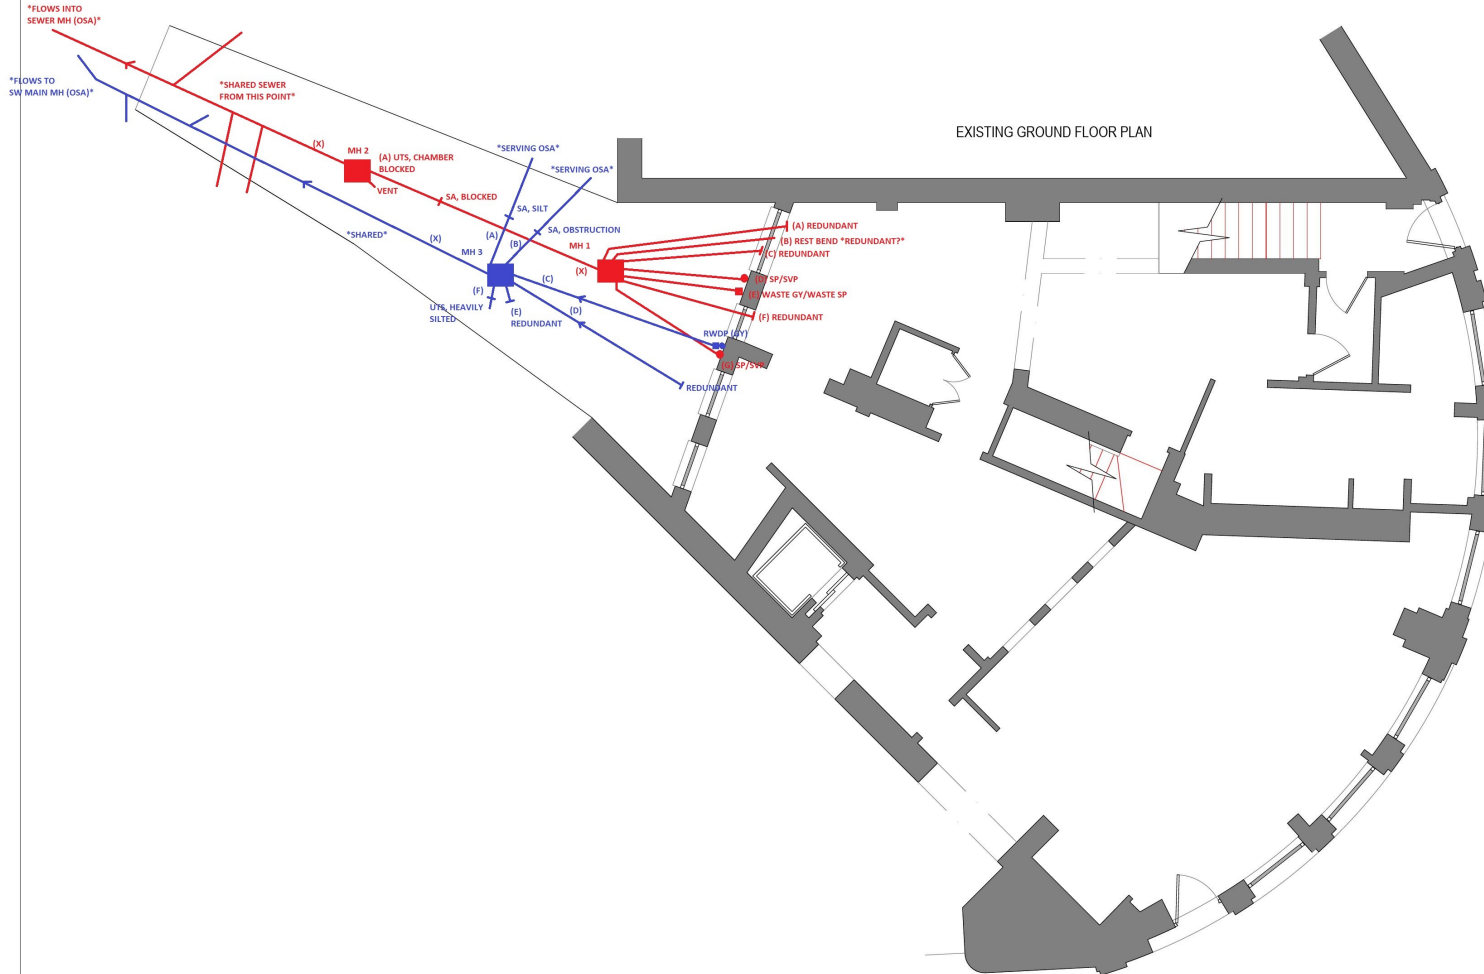 *FLOWS INTO
SEWER MH (OSA)*
*FLOWS TO
SW MAIN MH (OSA)*
*SHARED SEWER
FROM THIS POINT*
(X)
MH 2
(A) UTS, CHAMBER
BLOCKED
VENT
SA, BLOCKED
*SERVING OSA*
*SERVING OSA*
SA, SILT
SA, OBSTRUCTION
(A)
(B)
*SHARED*
(X)
MH 3
MH 1
(X)
(C)
(D)
(F)
UTS, HEAVILY
SILTED
(E)
REDUNDANT
(A) REDUNDANT
(B) REST BEND *REDUNDANT?*
(C) REDUNDANT
(D) SP/SVP
(E) WASTE GY/WASTE SP
(F) REDUNDANT
RWDP (GY)
(G) SP/SVP
REDUNDANT
EXISTING GROUND FLOOR PLAN